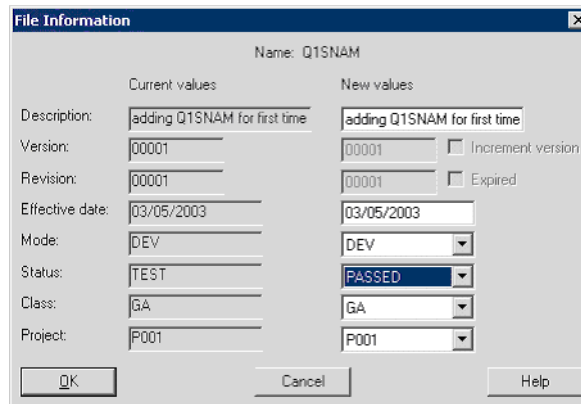 File Information
Name: Q1SNAM
Current values New values
Description: adding Q1SNAM for first time adding Q1SNAM for first time
Version: 00001 00001 Increment version
Revision: 00001 00001 Expired
Effective date: 03/05/2003 03/05/2003
Mode: DEV DEV
Status: TEST PASSED
Class: GA GA
Project: P001 P001
OK Cancel Help